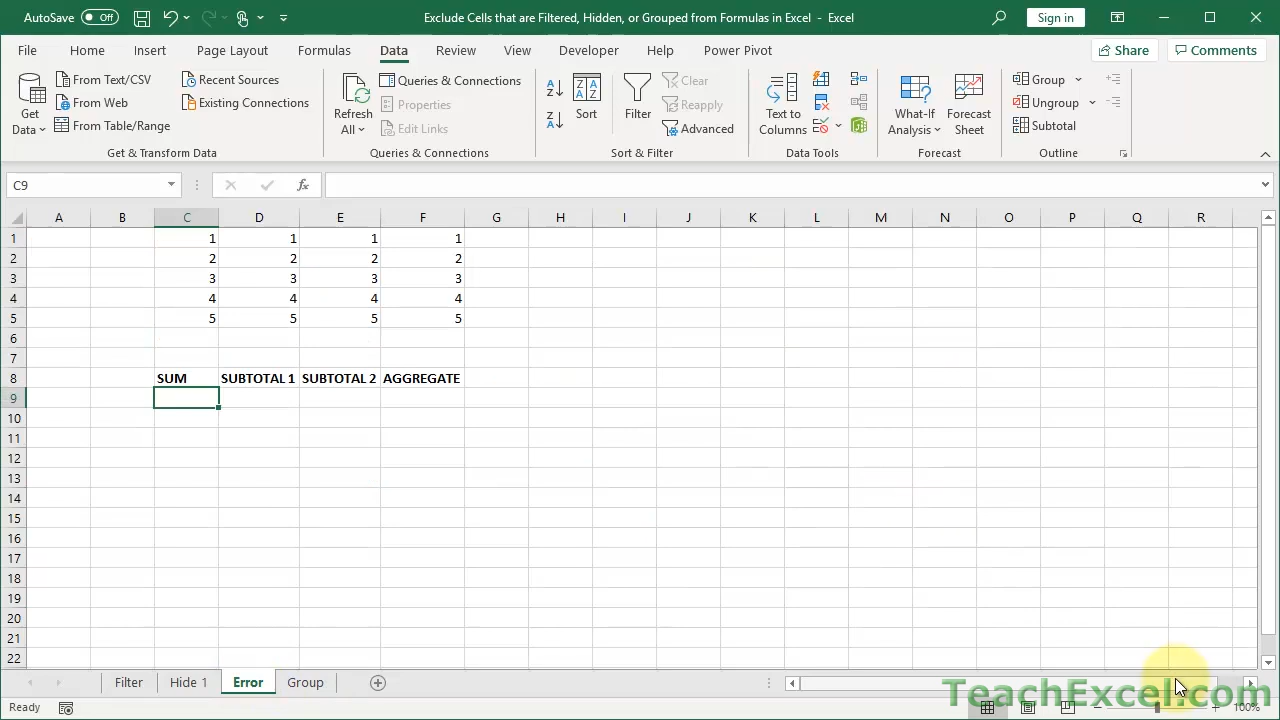 AutoSave Off Exclude Cells that are Filtered, Hidden, or Grouped from Formulas in Excel - Excel Sign in
File Home Insert Page Layout Formulas Data Review View Developer Help Power Pivot Share Comments
Get Data
From Text/CSV
From Web
From Table/Range
Recent Sources
Existing Connections
Get & Transform Data
Refresh All
Queries & Connections
Properties
Edit Links
Queries & Connections
Sort
Filter
Clear
Reapply
Advanced
Sort & Filter
Text to Columns
Data Tools
What-If Analysis
Forecast Sheet
Forecast
Group
Ungroup
Subtotal
Outline
C9 fx
A B C D E F G H I J K L M N O P Q R
1 1 1 1 1
2 2 2 2 2
3 3 3 3 3
4 4 4 4 4
5 5 5 5 5
6
7
8 SUM SUBTOTAL 1 SUBTOTAL 2 AGGREGATE
9
10
11
12
13
14
15
16
17
18
19
20
21
22
Filter Hide 1 Error Group
TeachExcel.com
Ready 100%